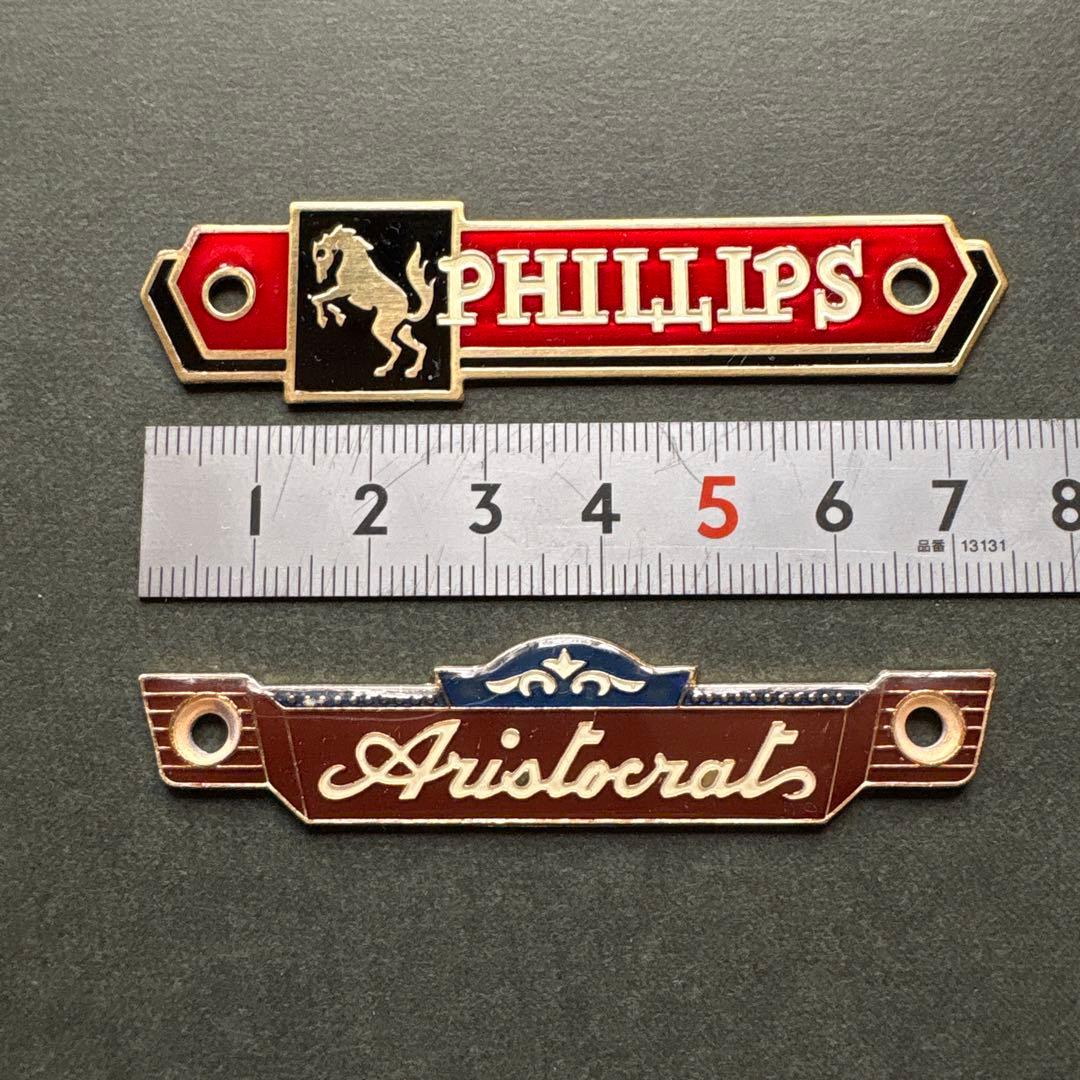 PHILLIPS
1 2 3 4 5 6 7 8
品番 13131
Aristocrat